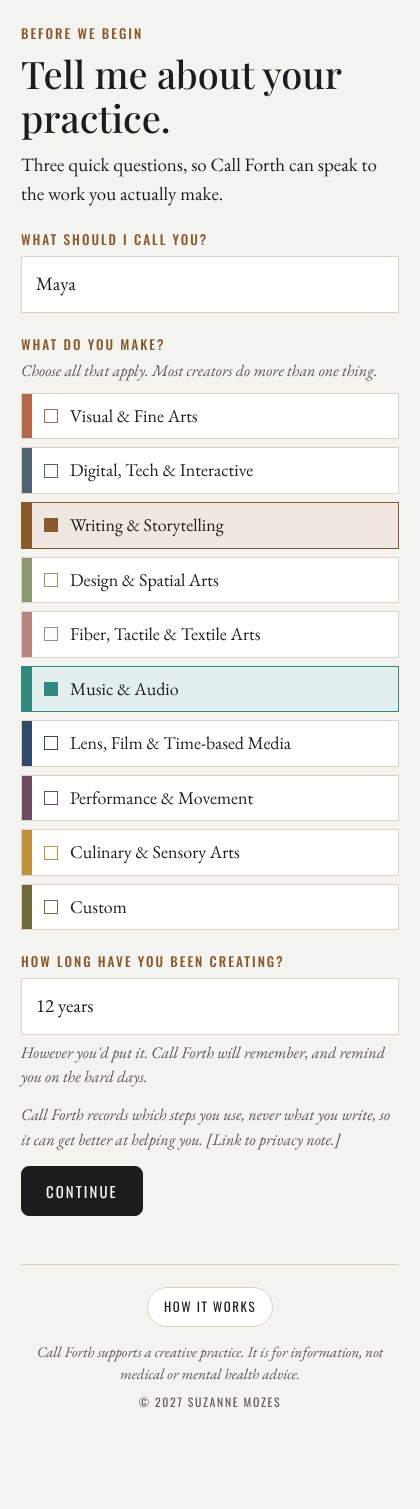 BEFORE WE BEGIN
Tell me about your
practice.
Three quick questions, so Call Forth can speak to
the work you actually make.
WHAT SHOULD I CALL YOU?
Maya
WHAT DO YOU MAKE?
Choose all that apply. Most creators do more than one thing.
Visual & Fine Arts
Digital, Tech & Interactive
Writing & Storytelling
Design & Spatial Arts
Fiber, Tactile & Textile Arts
Music & Audio
Lens, Film & Time-based Media
Performance & Movement
Culinary & Sensory Arts
Custom
HOW LONG HAVE YOU BEEN CREATING?
12 years
However you'd put it. Call Forth will remember, and remind
you on the hard days.
Call Forth records which steps you use, never what you write, so
it can get better at helping you. [Link to privacy note.]
CONTINUE
HOW IT WORKS
Call Forth supports a creative practice. It is for information, not
medical or mental health advice.
© 2027 SUZANNE MOZES